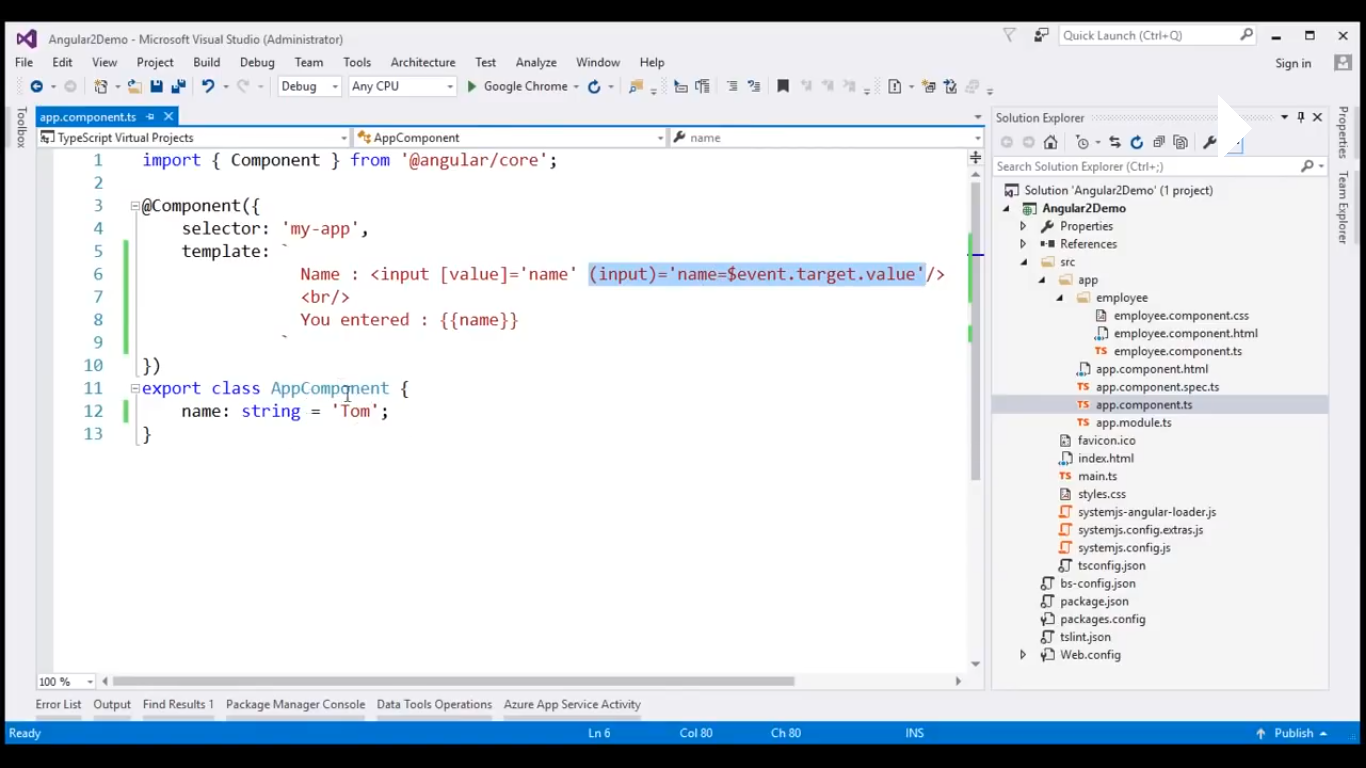 Angular2Demo - Microsoft Visual Studio (Administrator)
Quick Launch (Ctrl+Q)
File Edit View Project Build Debug Team Tools Architecture Test Analyze Window Help
Sign in
Debug Any CPU Google Chrome
Toolbox
app.component.ts
TypeScript Virtual Projects AppComponent name
1 import { Component } from '@angular/core';
2
3 @Component({
4 selector: 'my-app',
5 template: `
6 Name : <input [value]='name' (input)='name=$event.target.value'/>
7 <br/>
8 You entered : {{name}}
9 `
10 })
11 export class AppComponent {
12 name: string = 'Tom';
13 }
100 %
Solution Explorer
Search Solution Explorer (Ctrl+;)
Solution 'Angular2Demo' (1 project)
Angular2Demo
Properties
References
src
app
employee
employee.component.css
employee.component.html
TS employee.component.ts
app.component.html
TS app.component.spec.ts
TS app.component.ts
TS app.module.ts
favicon.ico
index.html
TS main.ts
styles.css
systemjs-angular-loader.js
systemjs.config.extras.js
systemjs.config.js
tsconfig.json
bs-config.json
package.json
packages.config
tslint.json
Web.config
Properties
Team Explorer
Error List Output Find Results 1 Package Manager Console Data Tools Operations Azure App Service Activity
Ready Ln 6 Col 80 Ch 80 INS Publish